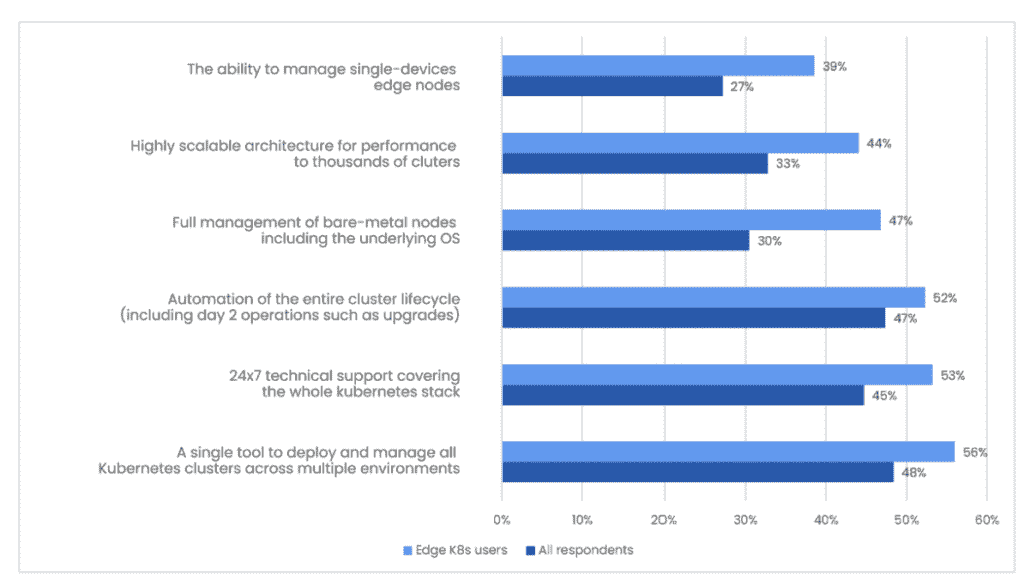 The ability to manage single-devices
edge nodes
39%
27%
Highly scalable architecture for performance
to thousands of cluters
44%
33%
Full management of bare-metal nodes
including the underlying OS
47%
30%
Automation of the entire cluster lifecycle
(including day 2 operations such as upgrades)
52%
47%
24x7 technical support covering
the whole kubernetes stack
53%
45%
A single tool to deploy and manage all
Kubernetes clusters across multiple environments
56%
48%
0% 10% 20% 30% 40% 50% 60%
Edge K8s users All respondents